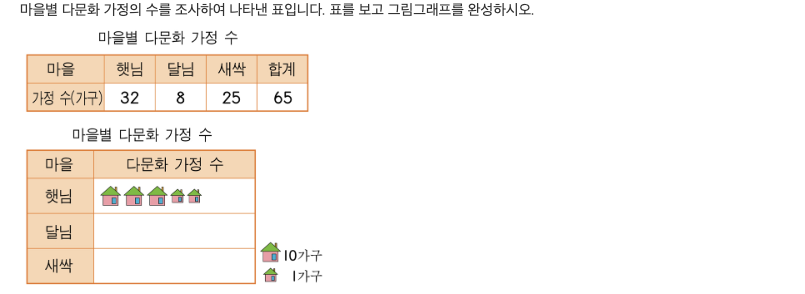 마을별 다문화 가정의 수를 조사하여 나타낸 표입니다. 표를 보고 그림그래프를 완성하시오.
마을별 다문화 가정 수
마을 햇님 달님 새싹 합계
가정 수(가구) 32 8 25 65
마을별 다문화 가정 수
마을 다문화 가정 수
햇님
달님
새싹
10가구
1가구